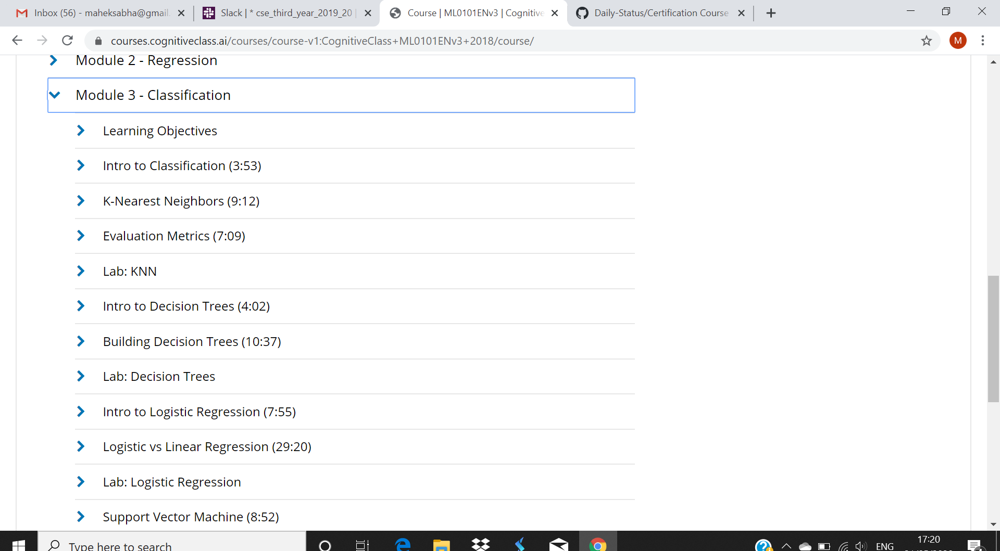 Inbox (56) - maheksabha@gmail.
Slack | * cse_third_year_2019_20 |
Course | ML0101ENv3 | Cognitive
Daily-Status/Certification Course
courses.cognitiveclass.ai/courses/course-v1:CognitiveClass+ML0101ENv3+2018/course/
M
Module 2 - Regression
Module 3 - Classification
Learning Objectives
Intro to Classification (3:53)
K-Nearest Neighbors (9:12)
Evaluation Metrics (7:09)
Lab: KNN
Intro to Decision Trees (4:02)
Building Decision Trees (10:37)
Lab: Decision Trees
Intro to Logistic Regression (7:55)
Logistic vs Linear Regression (29:20)
Lab: Logistic Regression
Support Vector Machine (8:52)
Type here to search
ENG
17:20